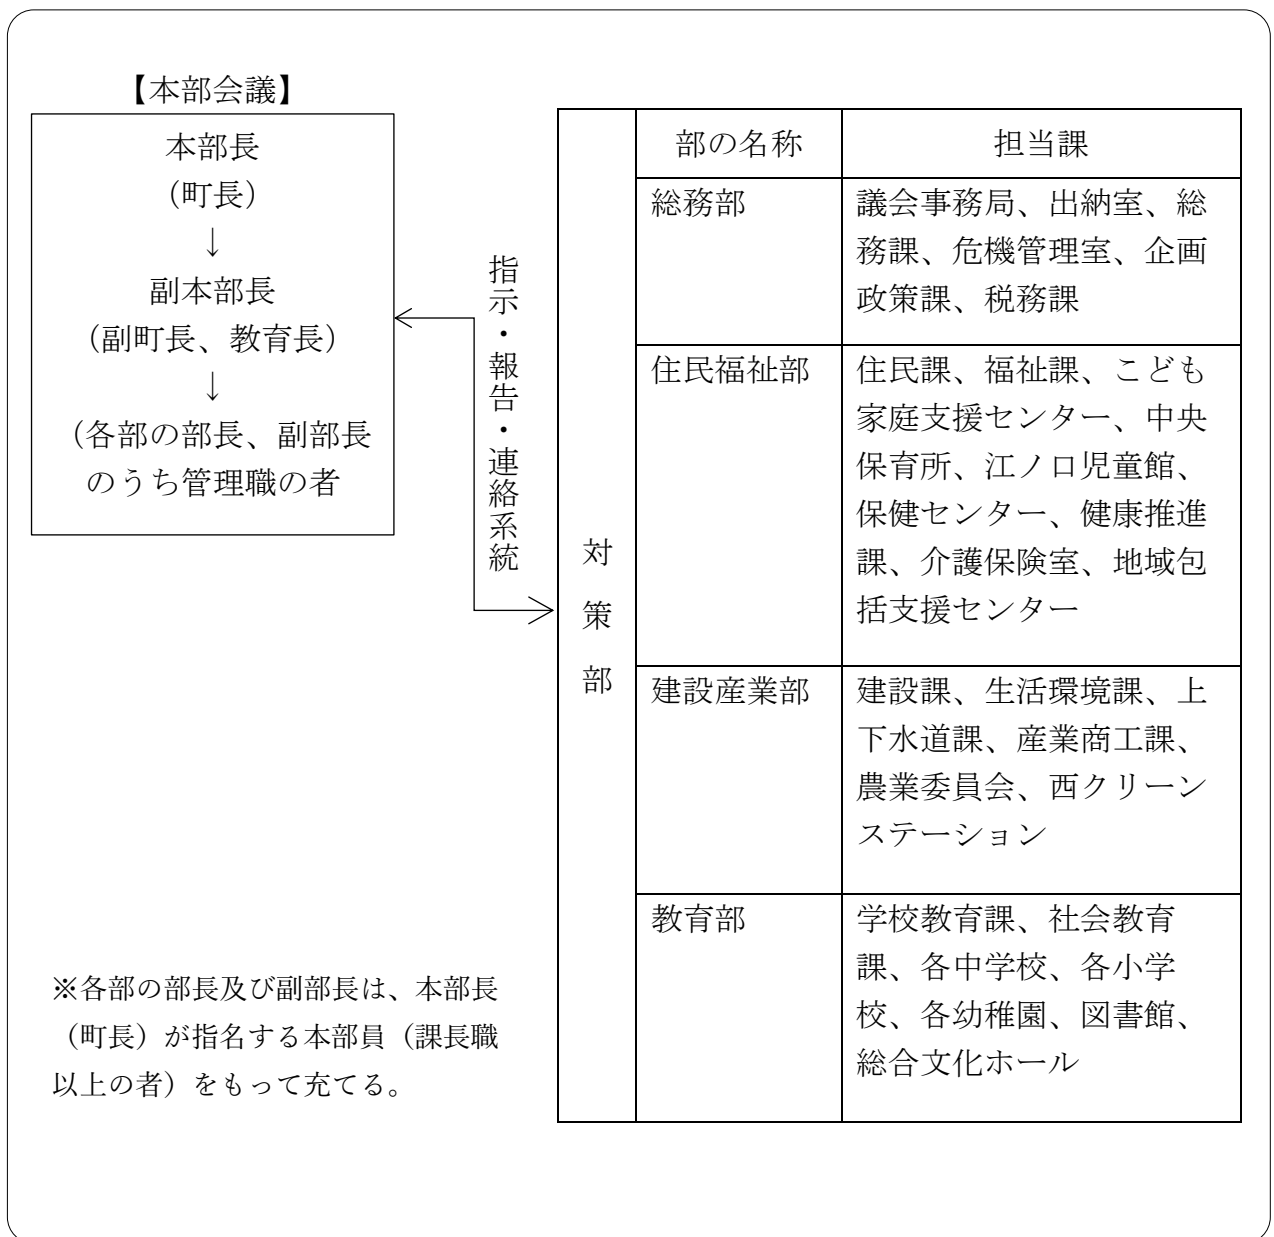 【本部会議】
本部長
（町長）
↓
副本部長
（副町長、教育長）
↓
（各部の部長、副部長
のうち管理職の者
指示・報告・連絡系統
対策部
部の名称
担当課
総務部
議会事務局、出納室、総
務課、危機管理室、企画
政策課、税務課
住民福祉部
住民課、福祉課、こども
家庭支援センター、中央
保育所、江ノ口児童館、
保健センター、健康推進
課、介護保険室、地域包
括支援センター
建設産業部
建設課、生活環境課、上
下水道課、産業商工課、
農業委員会、西クリーン
ステーション
教育部
学校教育課、社会教育
課、各中学校、各小学
校、各幼稚園、図書館、
総合文化ホール
※各部の部長及び副部長は、本部長
（町長）が指名する本部員（課長職
以上の者）をもって充てる。